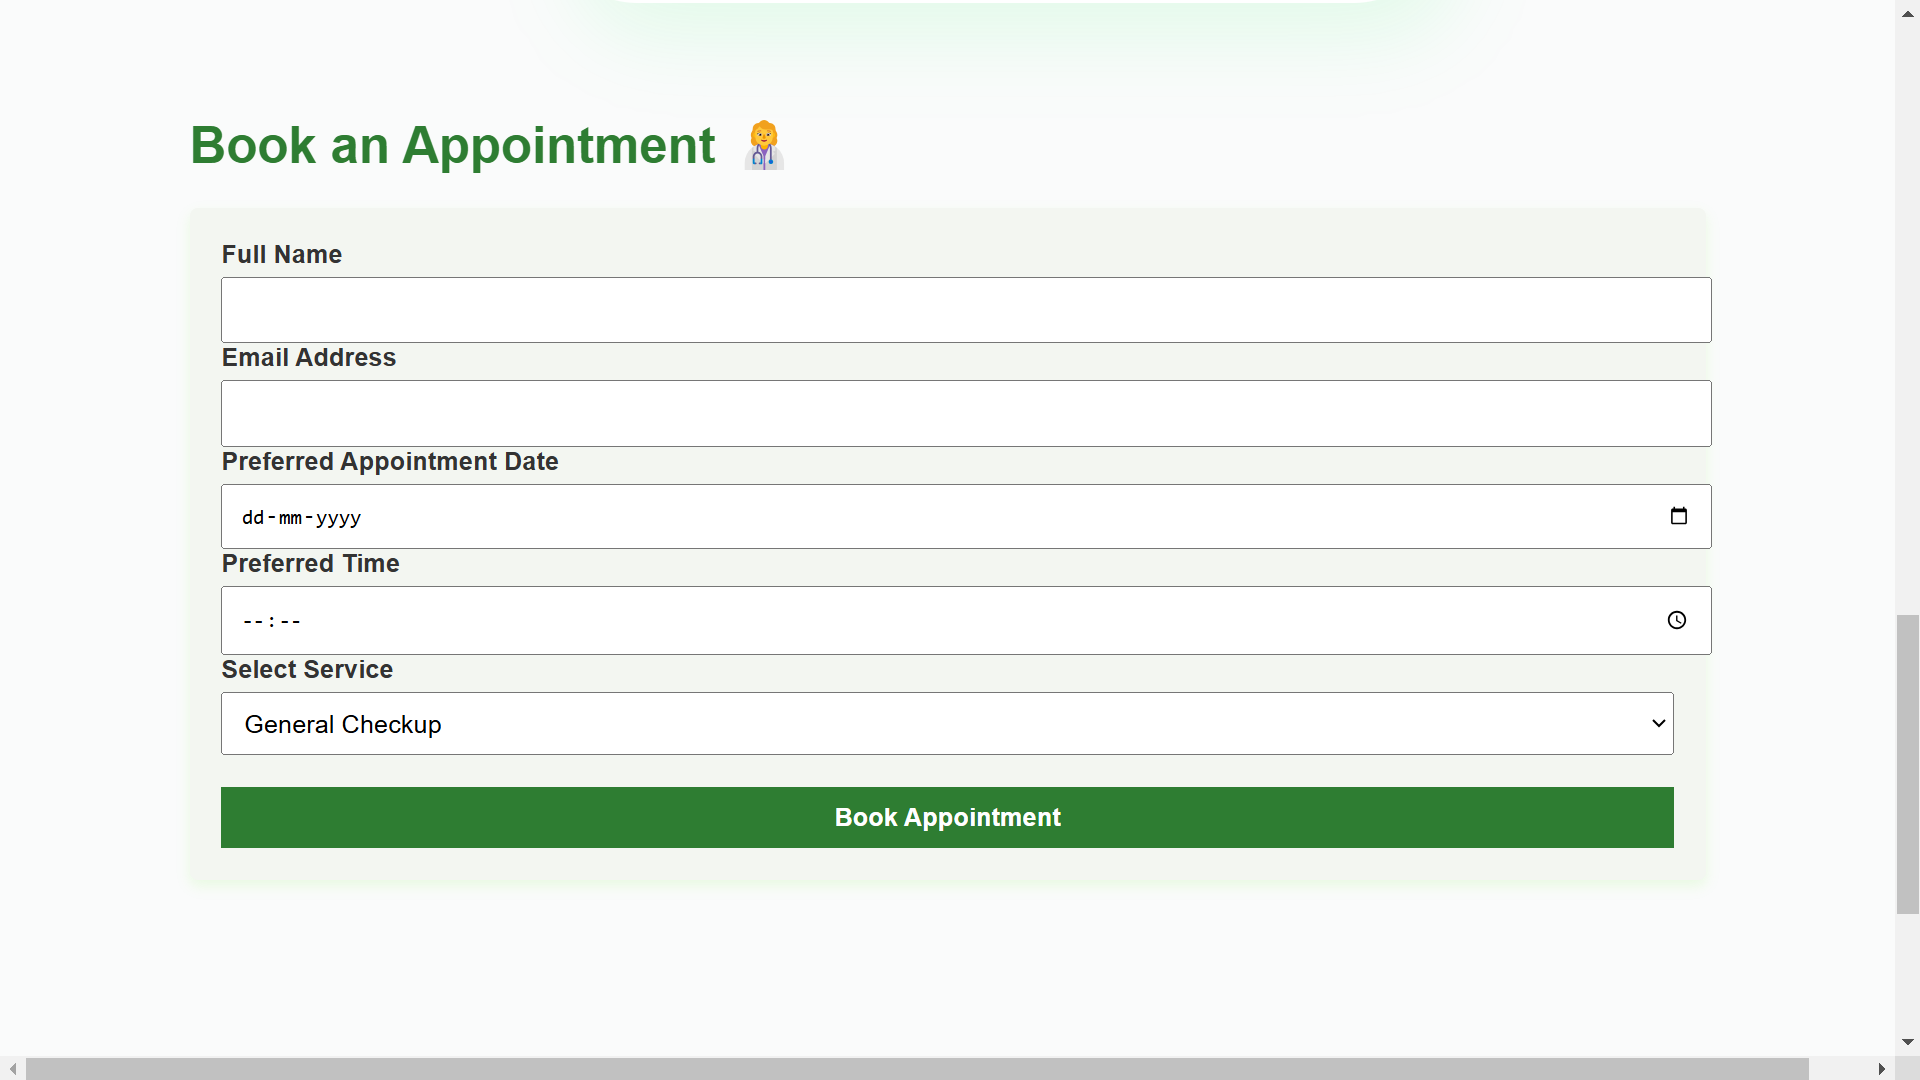 Book an Appointment 👩‍⚕️
Full Name
Email Address
Preferred Appointment Date
dd-mm-yyyy
Preferred Time
--:--
Select Service
General Checkup
Book Appointment